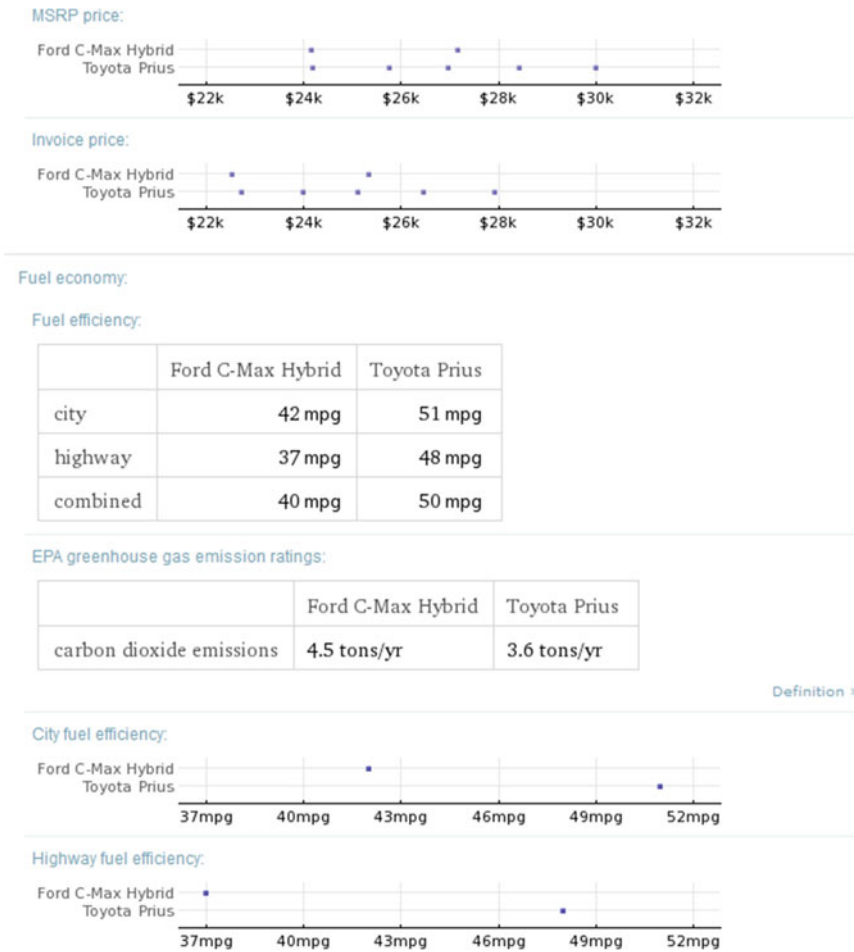 MSRP price:
Ford C-Max Hybrid
Toyota Prius
$22k $24k $26k $28k $30k $32k
Invoice price:
Ford C-Max Hybrid
Toyota Prius
$22k $24k $26k $28k $30k $32k
Fuel economy:
Fuel efficiency:
Ford C-Max Hybrid Toyota Prius
city 42 mpg 51 mpg
highway 37 mpg 48 mpg
combined 40 mpg 50 mpg
EPA greenhouse gas emission ratings:
Ford C-Max Hybrid Toyota Prius
carbon dioxide emissions 4.5 tons/yr 3.6 tons/yr
Definition »
City fuel efficiency:
Ford C-Max Hybrid
Toyota Prius
37mpg 40mpg 43mpg 46mpg 49mpg 52mpg
Highway fuel efficiency:
Ford C-Max Hybrid
Toyota Prius
37mpg 40mpg 43mpg 46mpg 49mpg 52mpg